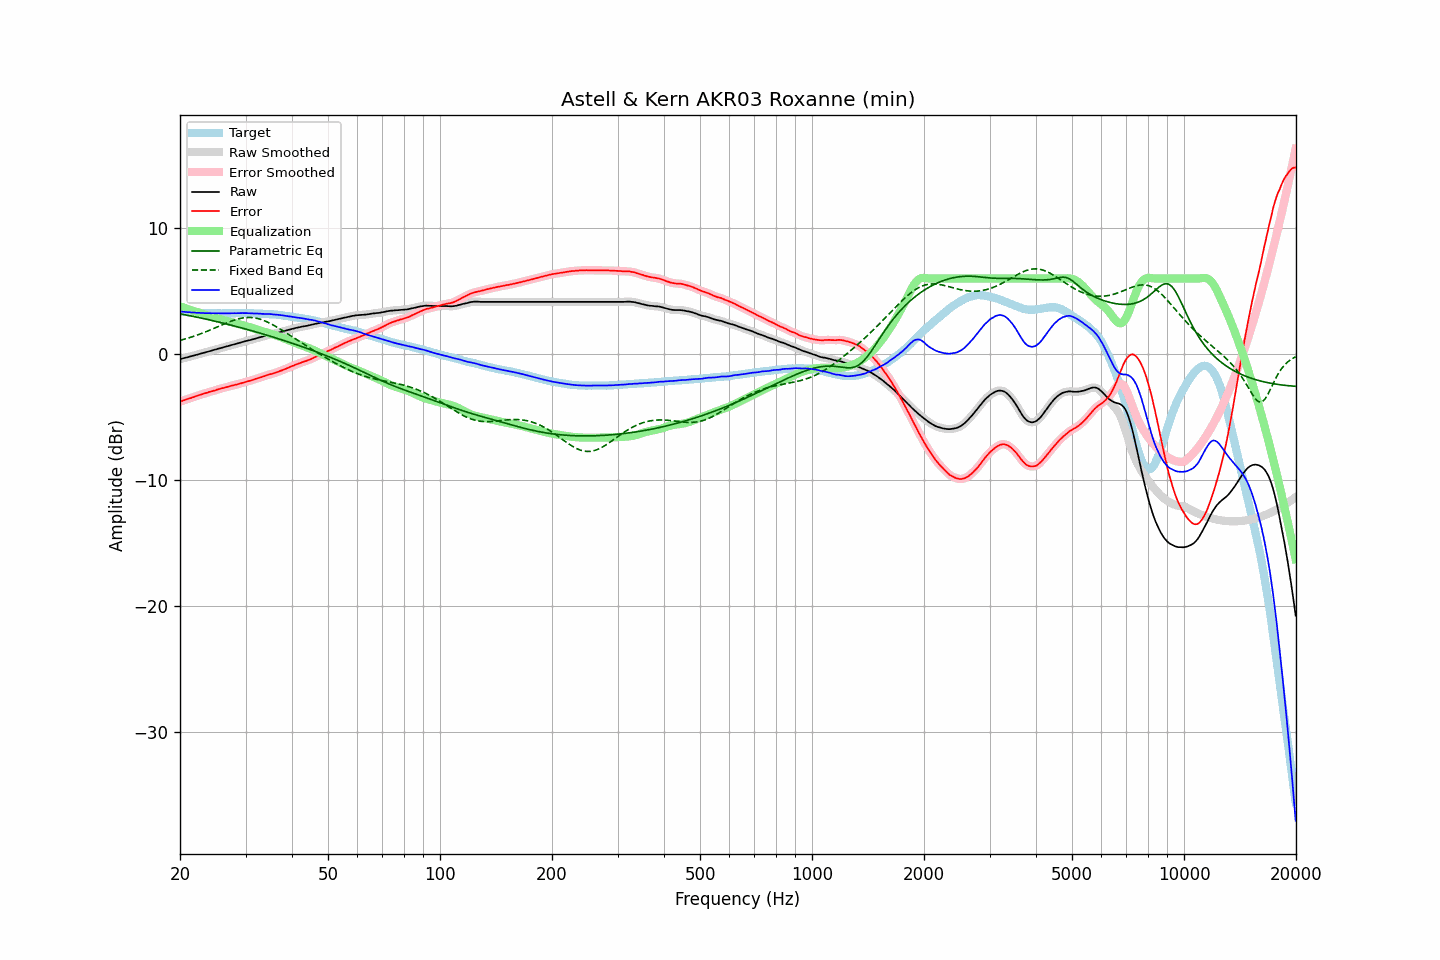 Astell & Kern AKR03 Roxanne (min)
Target
Raw Smoothed
Error Smoothed
Raw
Error
Equalization
Parametric Eq
Fixed Band Eq
Equalized
10
0
−10
−20
−30
Amplitude (dBr)
20 50 100 200 500 1000 2000 5000 10000 20000
Frequency (Hz)